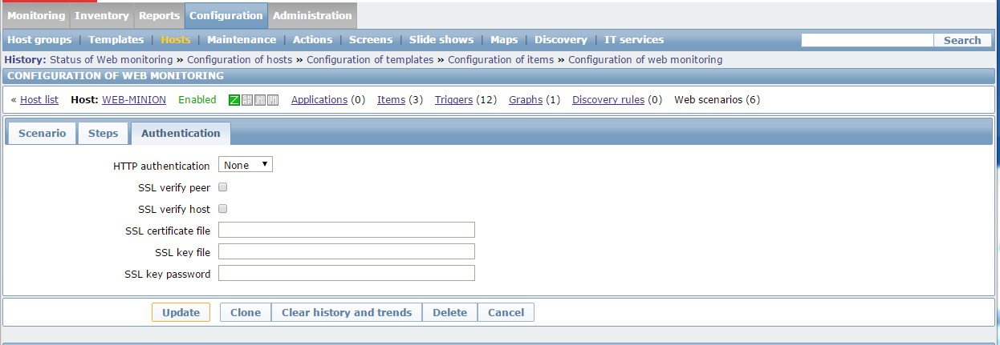 Monitoring Inventory Reports Configuration Administration
Host groups | Templates | Hosts | Maintenance | Actions | Screens | Slide shows | Maps | Discovery | IT services Search
History: Status of Web monitoring » Configuration of hosts » Configuration of templates » Configuration of items » Configuration of web monitoring
CONFIGURATION OF WEB MONITORING
« Host list Host: WEB-MINION Enabled Z Applications (0) Items (3) Triggers (12) Graphs (1) Discovery rules (0) Web scenarios (6)
Scenario Steps Authentication
HTTP authentication None
SSL verify peer
SSL verify host
SSL certificate file
SSL key file
SSL key password
Update Clone Clear history and trends Delete Cancel